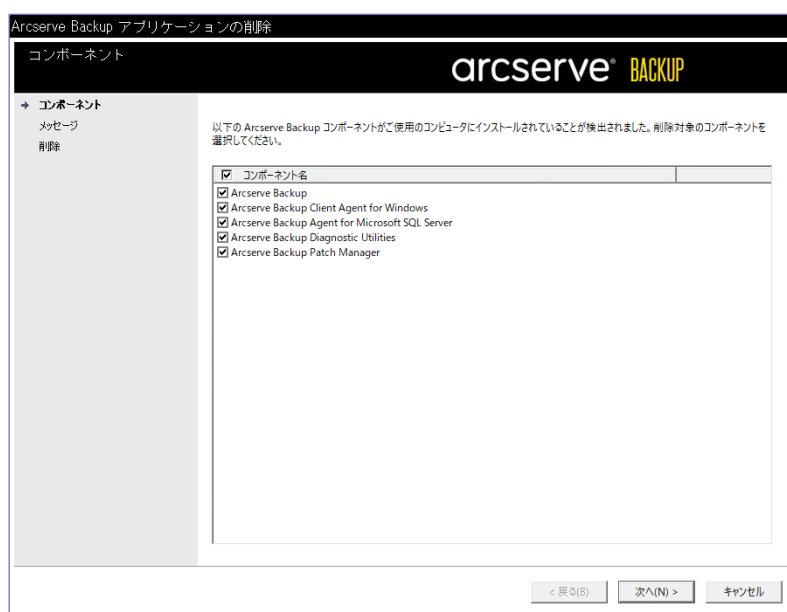 Arcserve Backup アプリケーションの削除
コンポーネント
arcserve® BACKUP
コンポーネント
メッセージ
削除
以下の Arcserve Backup コンポーネントがご使用のコンピュータにインストールされていることが検出されました。削除対象のコンポーネントを
選択してください。
コンポーネント名
Arcserve Backup
Arcserve Backup Client Agent for Windows
Arcserve Backup Agent for Microsoft SQL Server
Arcserve Backup Diagnostic Utilities
Arcserve Backup Patch Manager
< 戻る(B)
次へ(N) >
キャンセル